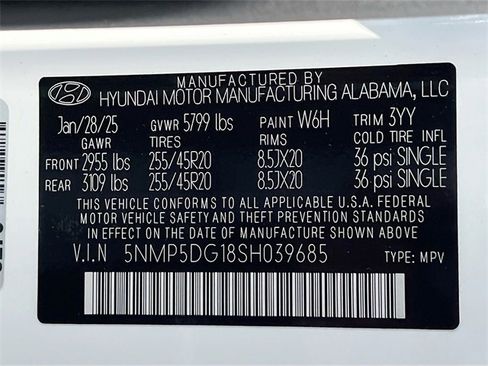 MANUFACTURED BY
HYUNDAI MOTOR MANUFACTURING ALABAMA, LLC
Jan/28/25 GVWR 5799 lbs PAINT W6H TRIM 3YY
GAWR TIRES RIMS COLD TIRE INFL
FRONT 2955 lbs 255/45R20 8.5JX20 36 psi SINGLE
REAR 3109 lbs 255/45R20 8.5JX20 36 psi SINGLE
THIS VEHICLE CONFORMS TO ALL APPLICABLE U.S.A. FEDERAL
MOTOR VEHICLE SAFETY AND THEFT PREVENTION STANDARDS
IN EFFECT ON THE DATE OF MANUFACTURE SHOWN ABOVE.
V.I.N 5NMP5DG18SH039685 TYPE: MPV